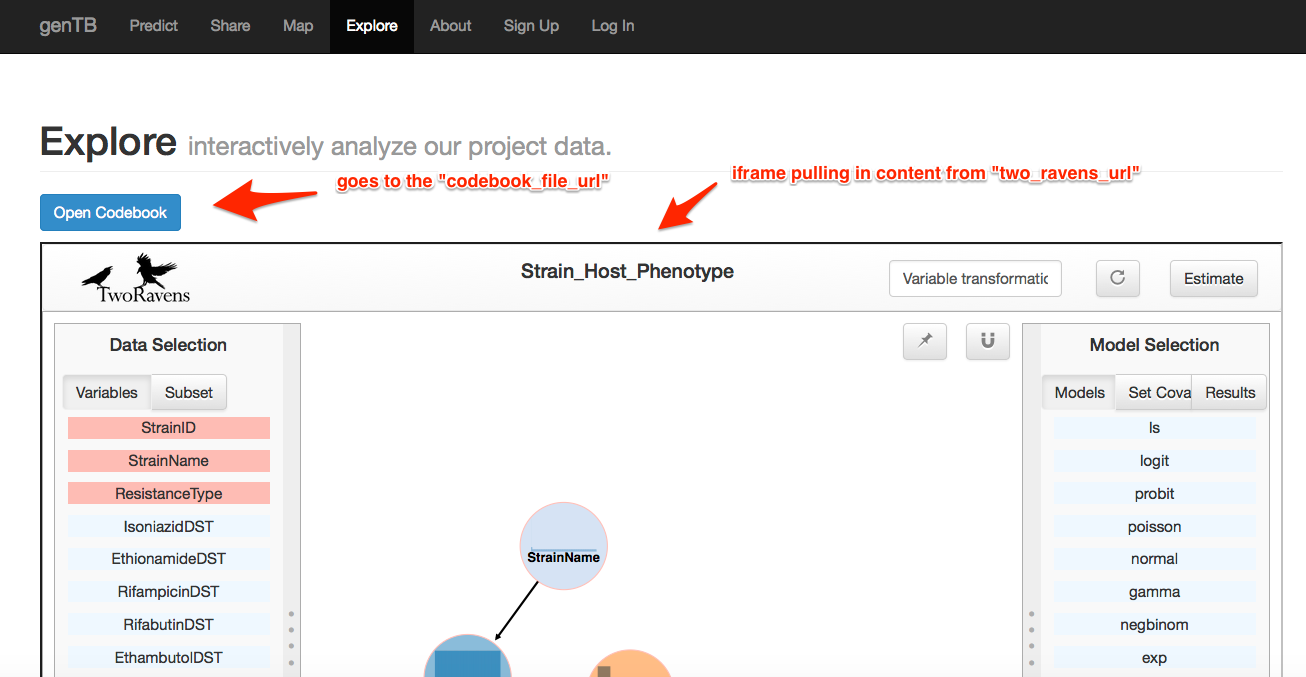 genTB Predict Share Map Explore About Sign Up Log In
Explore interactively analyze our project data.
goes to the "codebook_file_url"
iframe pulling in content from "two_ravens_url"
Open Codebook
TwoRavens
Strain_Host_Phenotype
Variable transformatic
Estimate
Data Selection
Variables Subset
StrainID
StrainName
ResistanceType
IsoniazidDST
EthionamideDST
RifampicinDST
RifabutinDST
EthambutolDST
StrainName
Model Selection
Models Set Cova Results
ls
logit
probit
poisson
normal
gamma
negbinom
exp